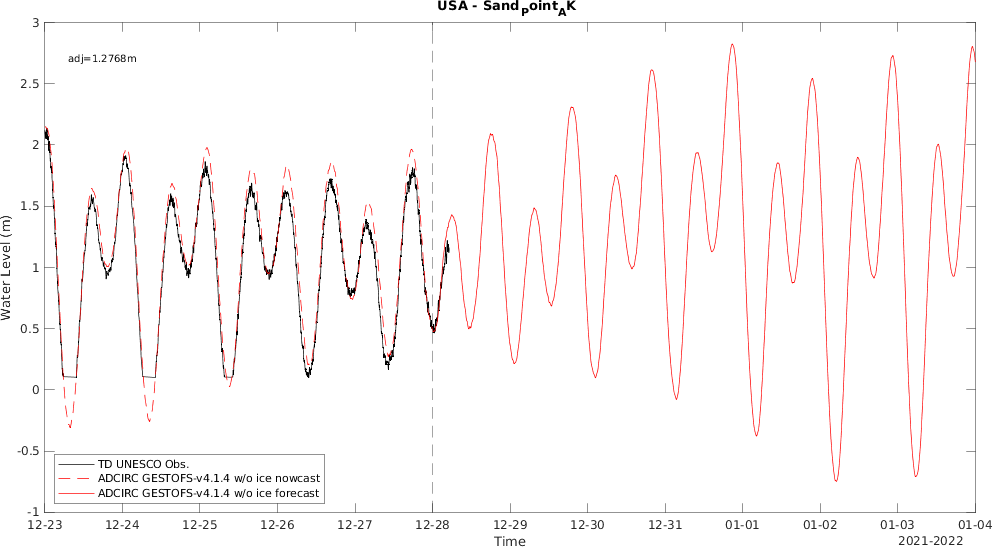 USA - Sand_Point_AK
adj=1.2768m
3
2.5
2
1.5
1
0.5
0
-0.5
-1
Water Level (m)
TD UNESCO Obs.
ADCIRC GESTOFS-v4.1.4 w/o ice nowcast
ADCIRC GESTOFS-v4.1.4 w/o ice forecast
12-23 12-24 12-25 12-26 12-27 12-28 12-29 12-30 12-31 01-01 01-02 01-03 01-04
Time
2021-2022